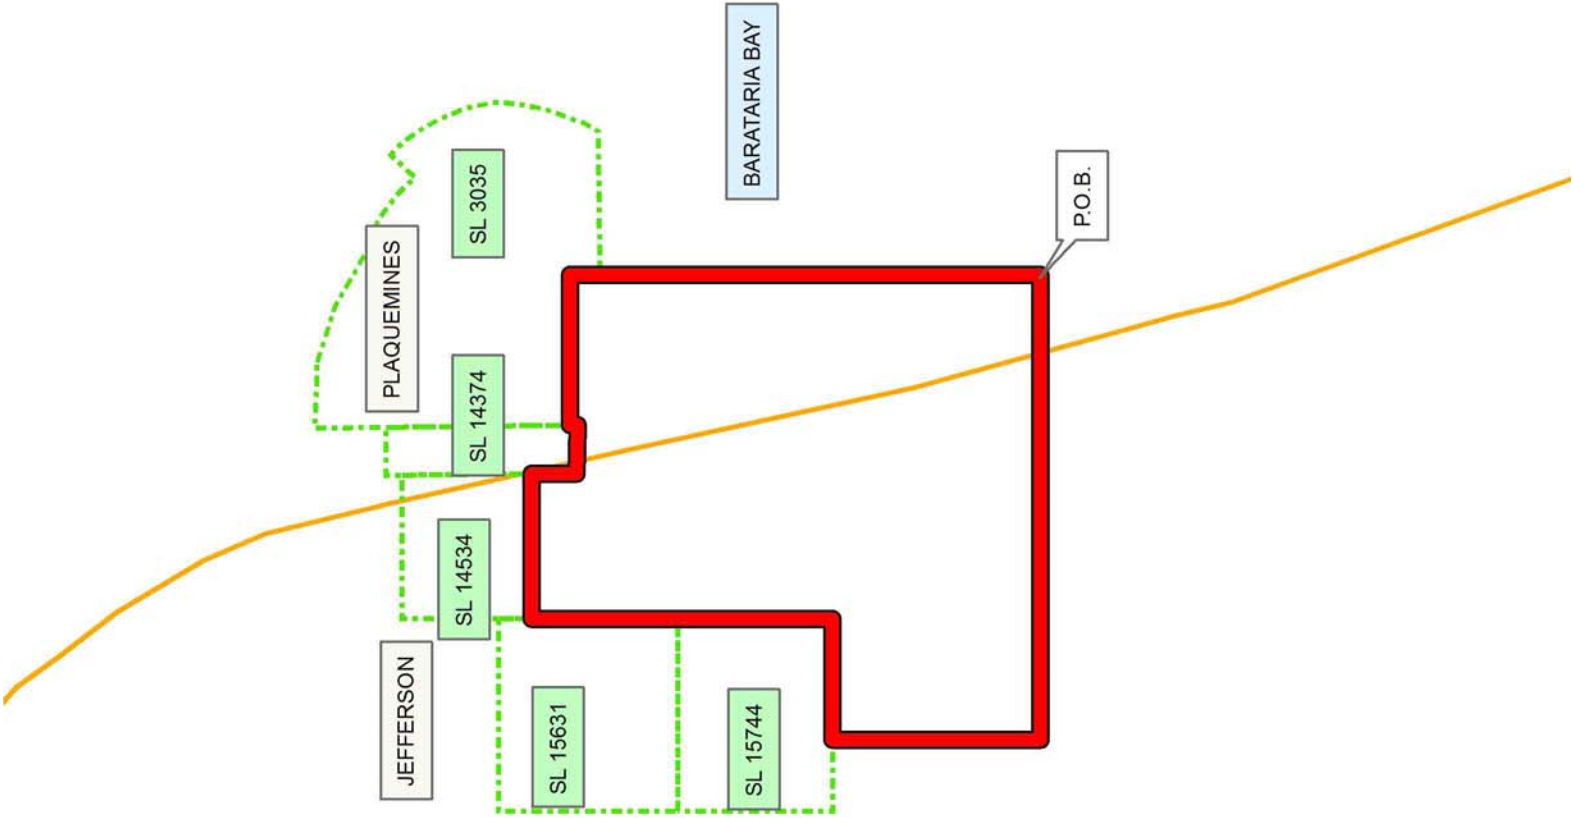 JEFFERSON
PLAQUEMINES
SL 14534
SL 14374
SL 3035
SL 15631
SL 15744
BARATARIA BAY
P.O.B.